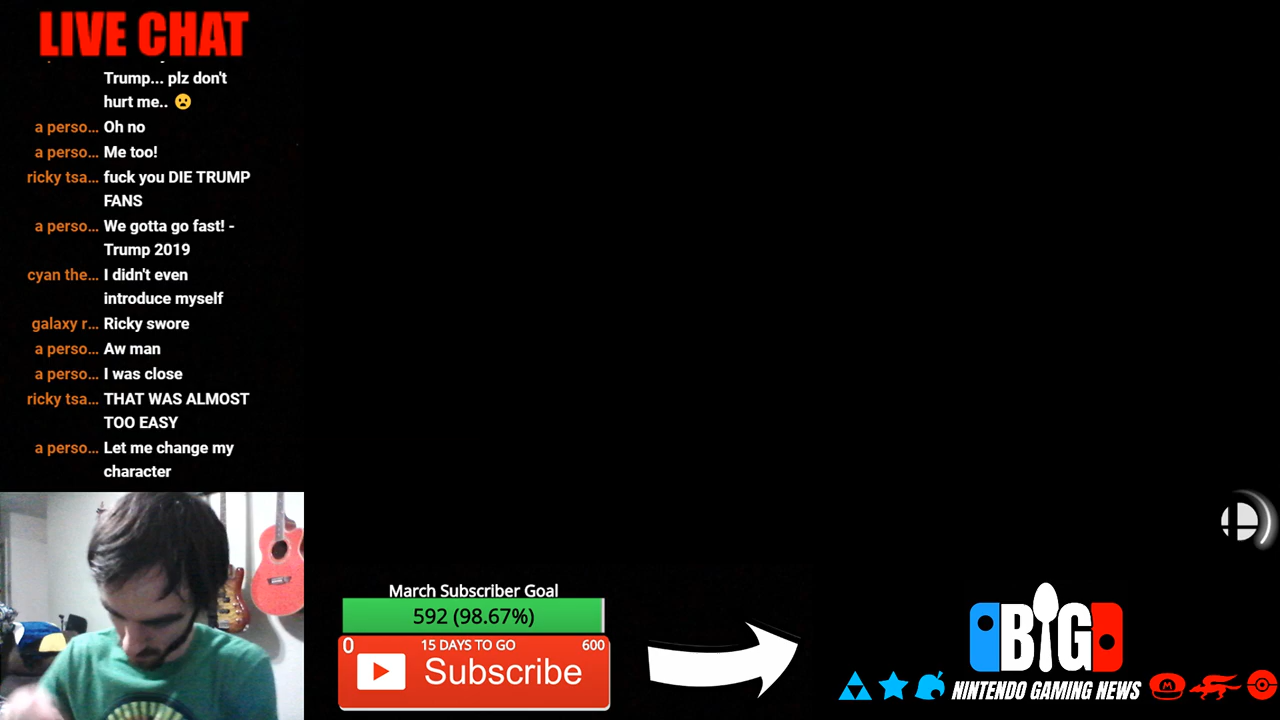 LIVE CHAT
Trump... plz don't
hurt me.. 😦
a perso... Oh no
a perso... Me too!
ricky tsa... fuck you DIE TRUMP
FANS
a perso... We gotta go fast! -
Trump 2019
cyan the... I didn't even
introduce myself
galaxy r... Ricky swore
a perso... Aw man
a perso... I was close
ricky tsa... THAT WAS ALMOST
TOO EASY
a perso... Let me change my
character
March Subscriber Goal
592 (98.67%)
0 15 DAYS TO GO 600
Subscribe
BIG
NINTENDO GAMING NEWS